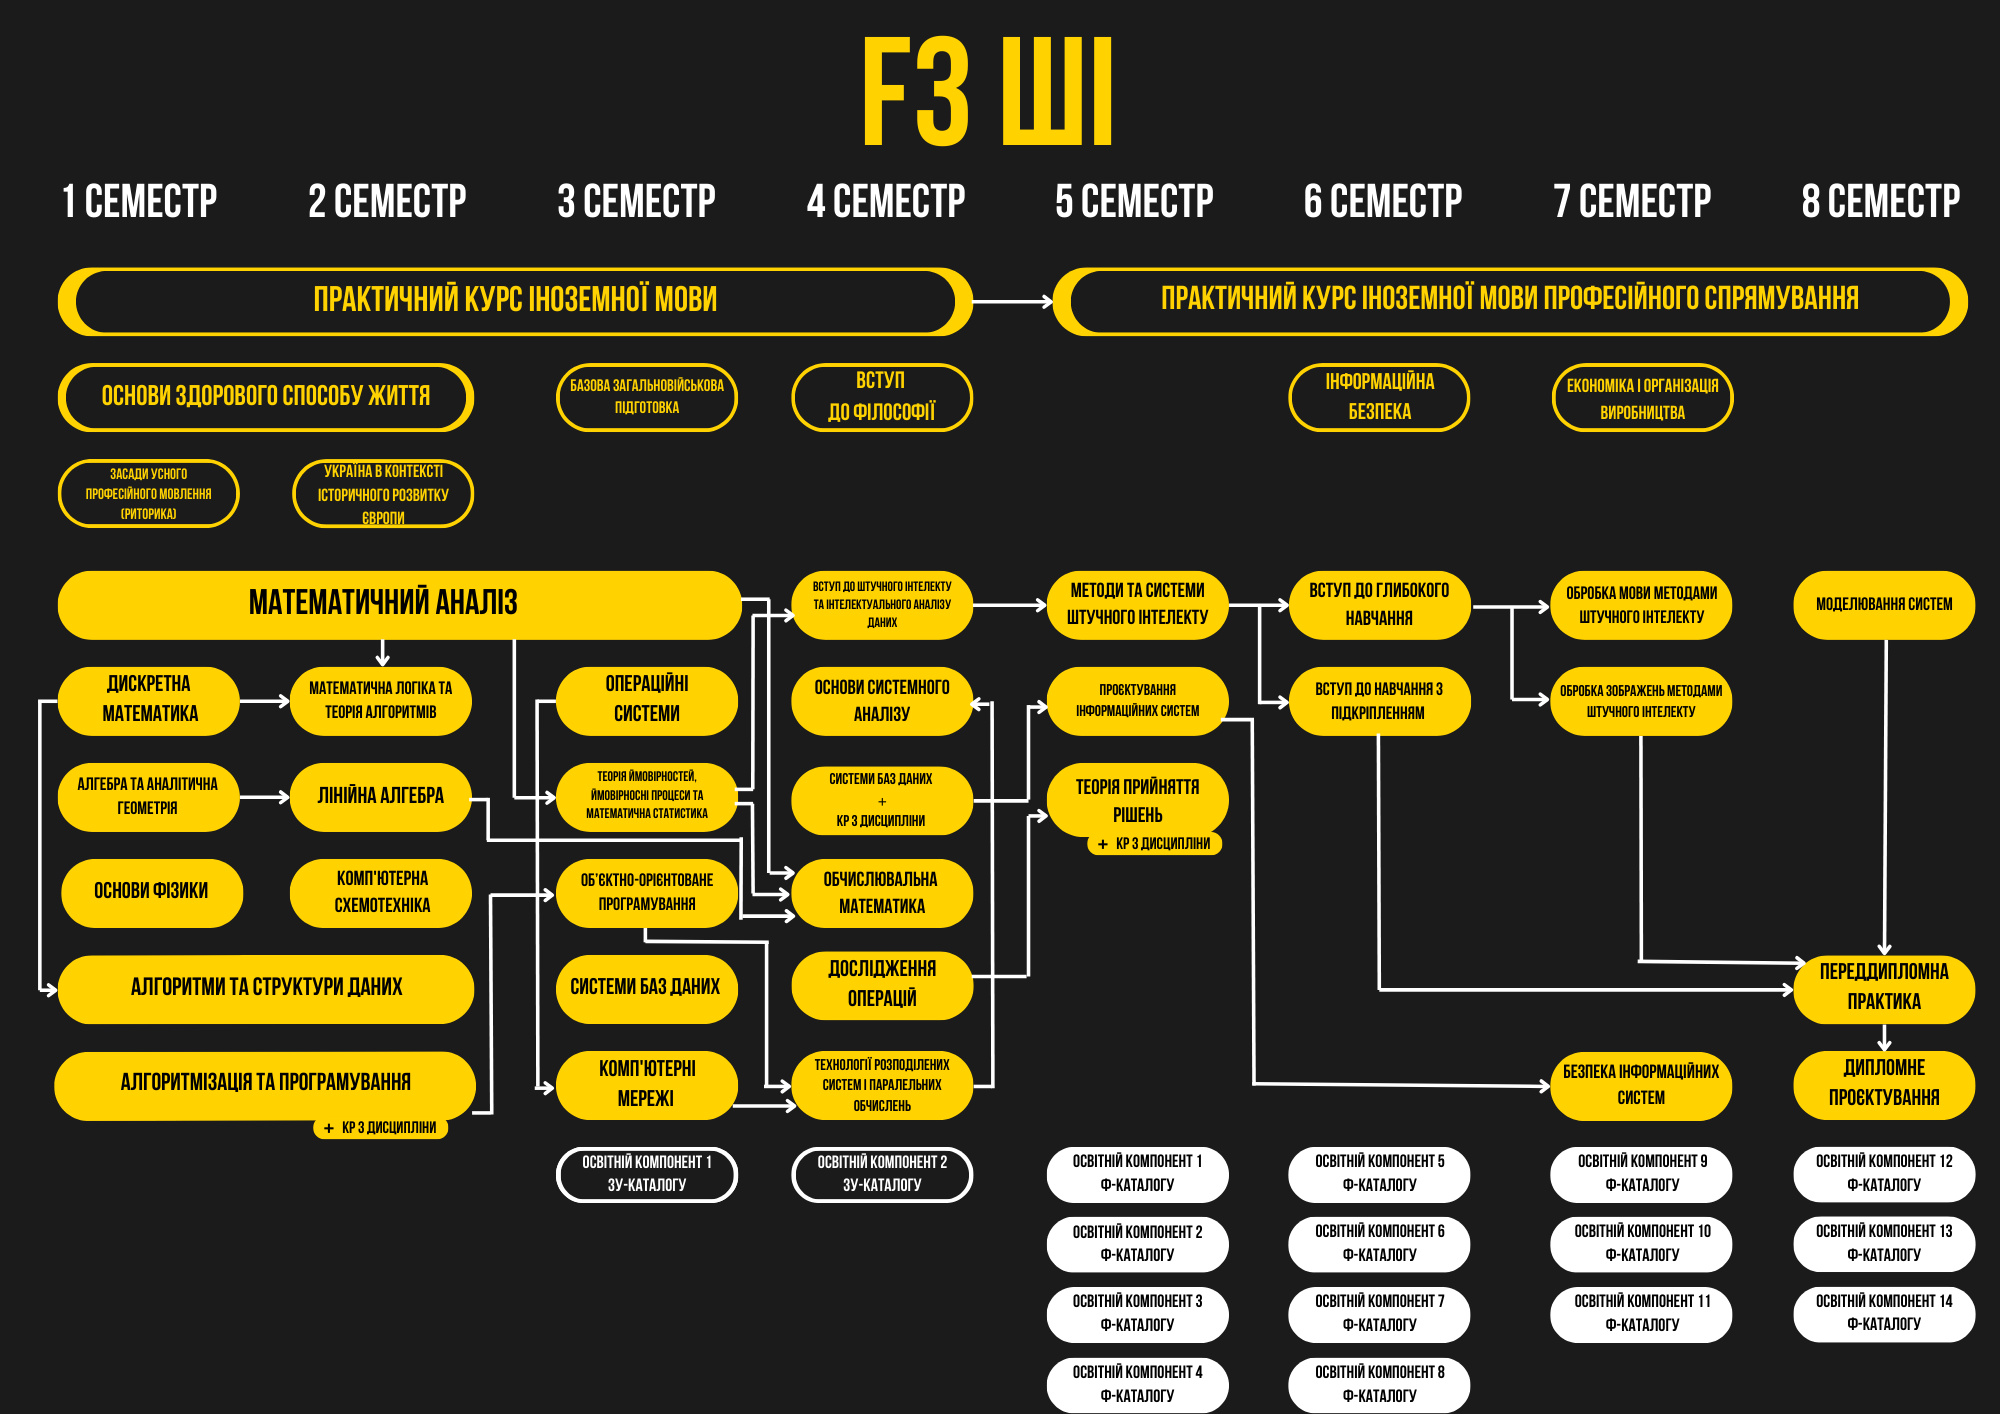 F3 ШІ
1 СЕМЕСТР
2 СЕМЕСТР
3 СЕМЕСТР
4 СЕМЕСТР
5 СЕМЕСТР
6 СЕМЕСТР
7 СЕМЕСТР
8 СЕМЕСТР
ПРАКТИЧНИЙ КУРС ІНОЗЕМНОЇ МОВИ
ПРАКТИЧНИЙ КУРС ІНОЗЕМНОЇ МОВИ ПРОФЕСІЙНОГО СПРЯМУВАННЯ
ОСНОВИ ЗДОРОВОГО СПОСОБУ ЖИТТЯ
БАЗОВА ЗАГАЛЬНОВІЙСЬКОВА
ПІДГОТОВКА
ВСТУП
ДО ФІЛОСОФІЇ
ІНФОРМАЦІЙНА
БЕЗПЕКА
ЕКОНОМІКА І ОРГАНІЗАЦІЯ
ВИРОБНИЦТВА
ЗАСАДИ УСНОГО
ПРОФЕСІЙНОГО МОВЛЕННЯ
(РИТОРИКА)
УКРАЇНА В КОНТЕКСТІ
ІСТОРИЧНОГО РОЗВИТКУ
ЄВРОПИ
МАТЕМАТИЧНИЙ АНАЛІЗ
ВСТУП ДО ШТУЧНОГО ІНТЕЛЕКТУ
ТА ІНТЕЛЕКТУАЛЬНОГО АНАЛІЗУ
ДАНИХ
МЕТОДИ ТА СИСТЕМИ
ШТУЧНОГО ІНТЕЛЕКТУ
ВСТУП ДО ГЛИБОКОГО
НАВЧАННЯ
ОБРОБКА МОВИ МЕТОДАМИ
ШТУЧНОГО ІНТЕЛЕКТУ
МОДЕЛЮВАННЯ СИСТЕМ
ДИСКРЕТНА
МАТЕМАТИКА
МАТЕМАТИЧНА ЛОГІКА ТА
ТЕОРІЯ АЛГОРИТМІВ
ОПЕРАЦІЙНІ
СИСТЕМИ
ОСНОВИ СИСТЕМНОГО
АНАЛІЗУ
ПРОЄКТУВАННЯ
ІНФОРМАЦІЙНИХ СИСТЕМ
ВСТУП ДО НАВЧАННЯ З
ПІДКРІПЛЕННЯМ
ОБРОБКА ЗОБРАЖЕНЬ МЕТОДАМИ
ШТУЧНОГО ІНТЕЛЕКТУ
АЛГЕБРА ТА АНАЛІТИЧНА
ГЕОМЕТРІЯ
ЛІНІЙНА АЛГЕБРА
ТЕОРІЯ ЙМОВІРНОСТЕЙ,
ЙМОВІРНОСНІ ПРОЦЕСИ ТА
МАТЕМАТИЧНА СТАТИСТИКА
СИСТЕМИ БАЗ ДАНИХ
+
КР З ДИСЦИПЛІНИ
ТЕОРІЯ ПРИЙНЯТТЯ
РІШЕНЬ
+ КР З ДИСЦИПЛІНИ
ОСНОВИ ФІЗИКИ
КОМП'ЮТЕРНА
СХЕМОТЕХНІКА
ОБ'ЄКТНО-ОРІЄНТОВАНЕ
ПРОГРАМУВАННЯ
ОБЧИСЛЮВАЛЬНА
МАТЕМАТИКА
АЛГОРИТМИ ТА СТРУКТУРИ ДАНИХ
СИСТЕМИ БАЗ ДАНИХ
ДОСЛІДЖЕННЯ
ОПЕРАЦІЙ
ПЕРЕДДИПЛОМНА
ПРАКТИКА
АЛГОРИТМІЗАЦІЯ ТА ПРОГРАМУВАННЯ
+ КР З ДИСЦИПЛІНИ
КОМП'ЮТЕРНІ
МЕРЕЖІ
ТЕХНОЛОГІЇ РОЗПОДІЛЕНИХ
СИСТЕМ І ПАРАЛЕЛЬНИХ
ОБЧИСЛЕНЬ
БЕЗПЕКА ІНФОРМАЦІЙНИХ
СИСТЕМ
ДИПЛОМНЕ
ПРОЄКТУВАННЯ
ОСВІТНІЙ КОМПОНЕНТ 1
ЗУ-КАТАЛОГУ
ОСВІТНІЙ КОМПОНЕНТ 2
ЗУ-КАТАЛОГУ
ОСВІТНІЙ КОМПОНЕНТ 1
Ф-КАТАЛОГУ
ОСВІТНІЙ КОМПОНЕНТ 5
Ф-КАТАЛОГУ
ОСВІТНІЙ КОМПОНЕНТ 9
Ф-КАТАЛОГУ
ОСВІТНІЙ КОМПОНЕНТ 12
Ф-КАТАЛОГУ
ОСВІТНІЙ КОМПОНЕНТ 2
Ф-КАТАЛОГУ
ОСВІТНІЙ КОМПОНЕНТ 6
Ф-КАТАЛОГУ
ОСВІТНІЙ КОМПОНЕНТ 10
Ф-КАТАЛОГУ
ОСВІТНІЙ КОМПОНЕНТ 13
Ф-КАТАЛОГУ
ОСВІТНІЙ КОМПОНЕНТ 3
Ф-КАТАЛОГУ
ОСВІТНІЙ КОМПОНЕНТ 7
Ф-КАТАЛОГУ
ОСВІТНІЙ КОМПОНЕНТ 11
Ф-КАТАЛОГУ
ОСВІТНІЙ КОМПОНЕНТ 14
Ф-КАТАЛОГУ
ОСВІТНІЙ КОМПОНЕНТ 4
Ф-КАТАЛОГУ
ОСВІТНІЙ КОМПОНЕНТ 8
Ф-КАТАЛОГУ